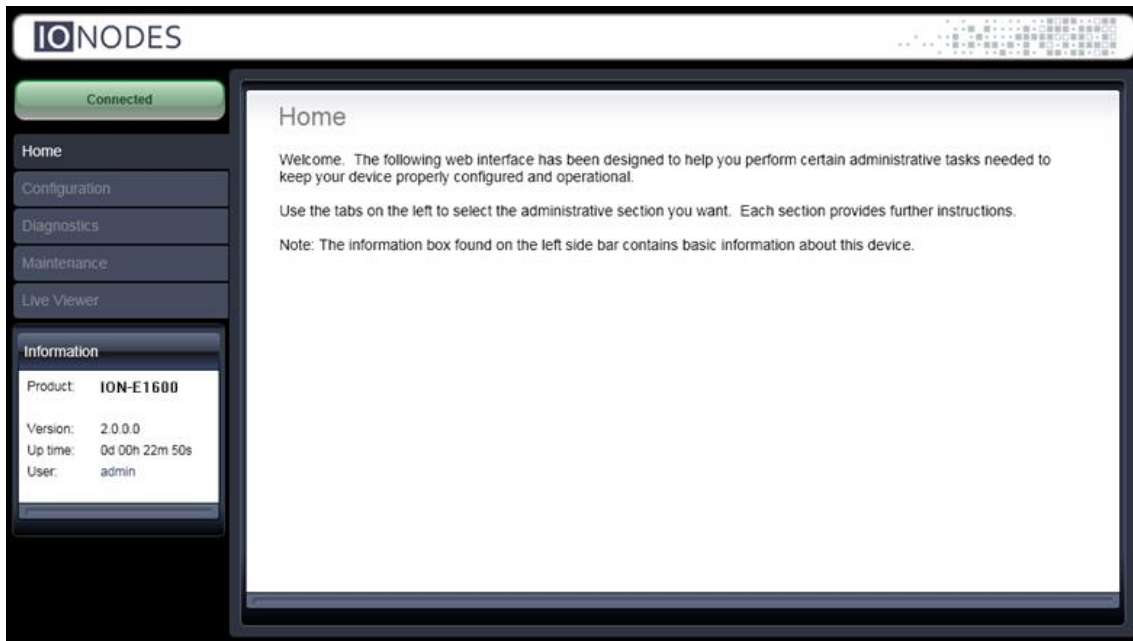 IONODES
Connected
Home
Configuration
Diagnostics
Maintenance
Live Viewer
Information
Product: ION-E1600
Version: 2.0.0.0
Up time: 0d 00h 22m 50s
User: admin
Home
Welcome. The following web interface has been designed to help you perform certain administrative tasks needed to
keep your device properly configured and operational.
Use the tabs on the left to select the administrative section you want. Each section provides further instructions.
Note: The information box found on the left side bar contains basic information about this device.